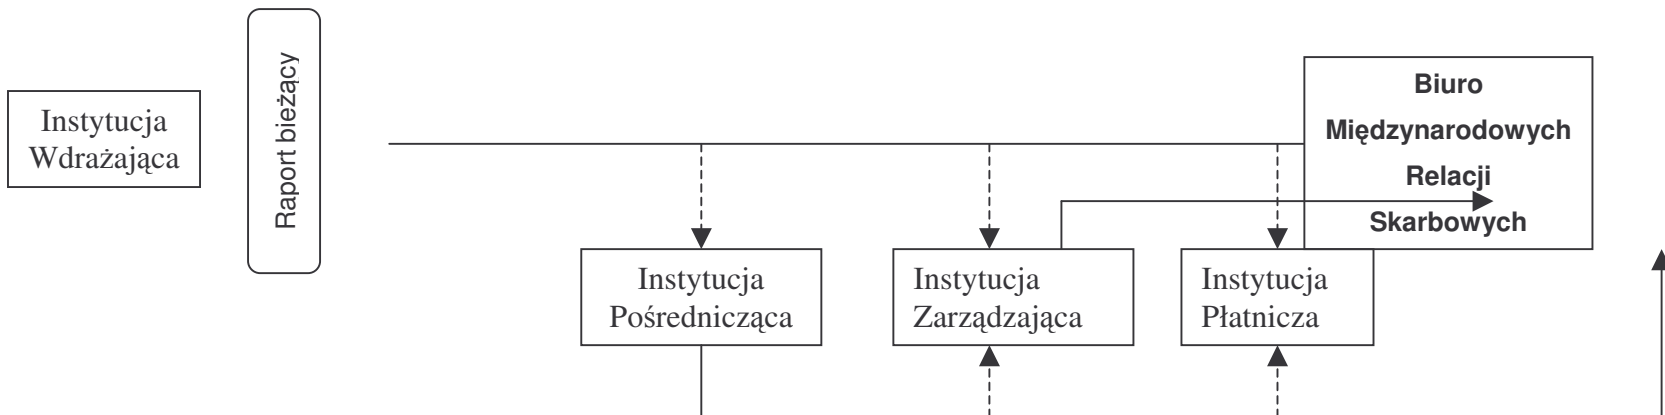 Instytucja
Wdrażająca
Raport bieżący
Biuro
Międzynarodowych
Relacji
Skarbowych
Instytucja
Pośrednicząca
Instytucja
Zarządzająca
Instytucja
Płatnicza